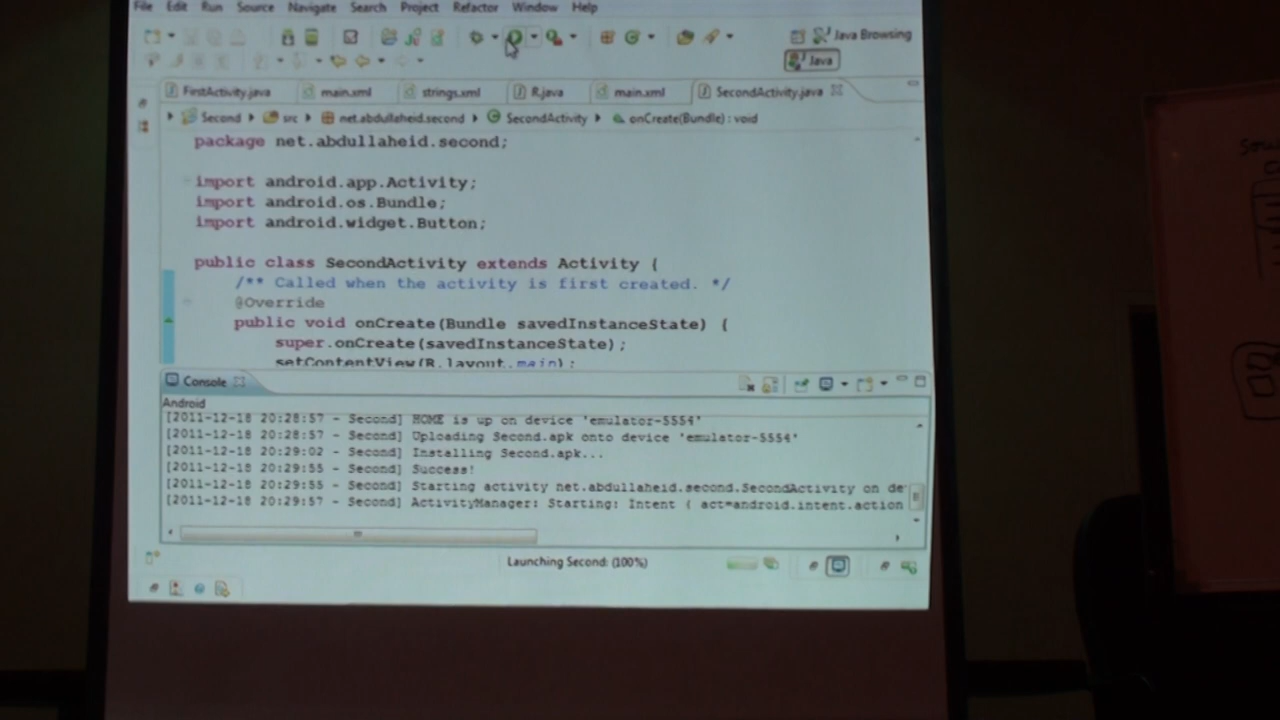 File Edit Run Source Navigate Search Project Refactor Window Help
Java Browsing
Java
FirstActivity.java main.xml strings.xml R.java main.xml SecondActivity.java
Second src net.abdullaheid.second SecondActivity onCreate(Bundle) : void
package net.abdullaheid.second;
import android.app.Activity;
import android.os.Bundle;
import android.widget.Button;
public class SecondActivity extends Activity {
/** Called when the activity is first created. */
@Override
public void onCreate(Bundle savedInstanceState) {
super.onCreate(savedInstanceState);
setContentView(R.layout.main);
Console
Android
[2011-12-18 20:28:57 - Second] HOME is up on device 'emulator-5554'
[2011-12-18 20:28:57 - Second] Uploading Second.apk onto device 'emulator-5554'
[2011-12-18 20:29:02 - Second] Installing Second.apk...
[2011-12-18 20:29:55 - Second] Success!
[2011-12-18 20:29:55 - Second] Starting activity net.abdullaheid.second.SecondActivity on de
[2011-12-18 20:29:57 - Second] ActivityManager: Starting: Intent { act=android.intent.action
Launching Second: (100%)